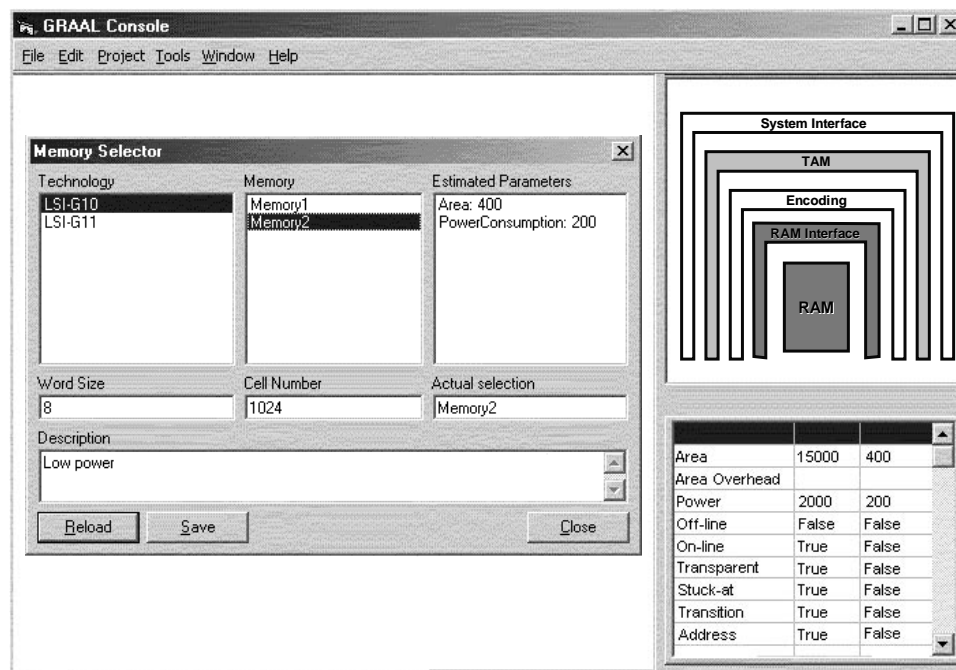 GRAAL Console
File Edit Project Tools Window Help
Memory Selector
Technology
LSI-G10
LSI-G11
Memory
Memory1
Memory2
Estimated Parameters
Area: 400
PowerConsumption: 200
Word Size
8
Cell Number
1024
Actual selection
Memory2
Description
Low power
Reload
Save
Close
System Interface
TAM
Encoding
RAM Interface
RAM
Area 15000 400
Area Overhead
Power 2000 200
Off-line False False
On-line True False
Transparent True False
Stuck-at True False
Transition True False
Address True False